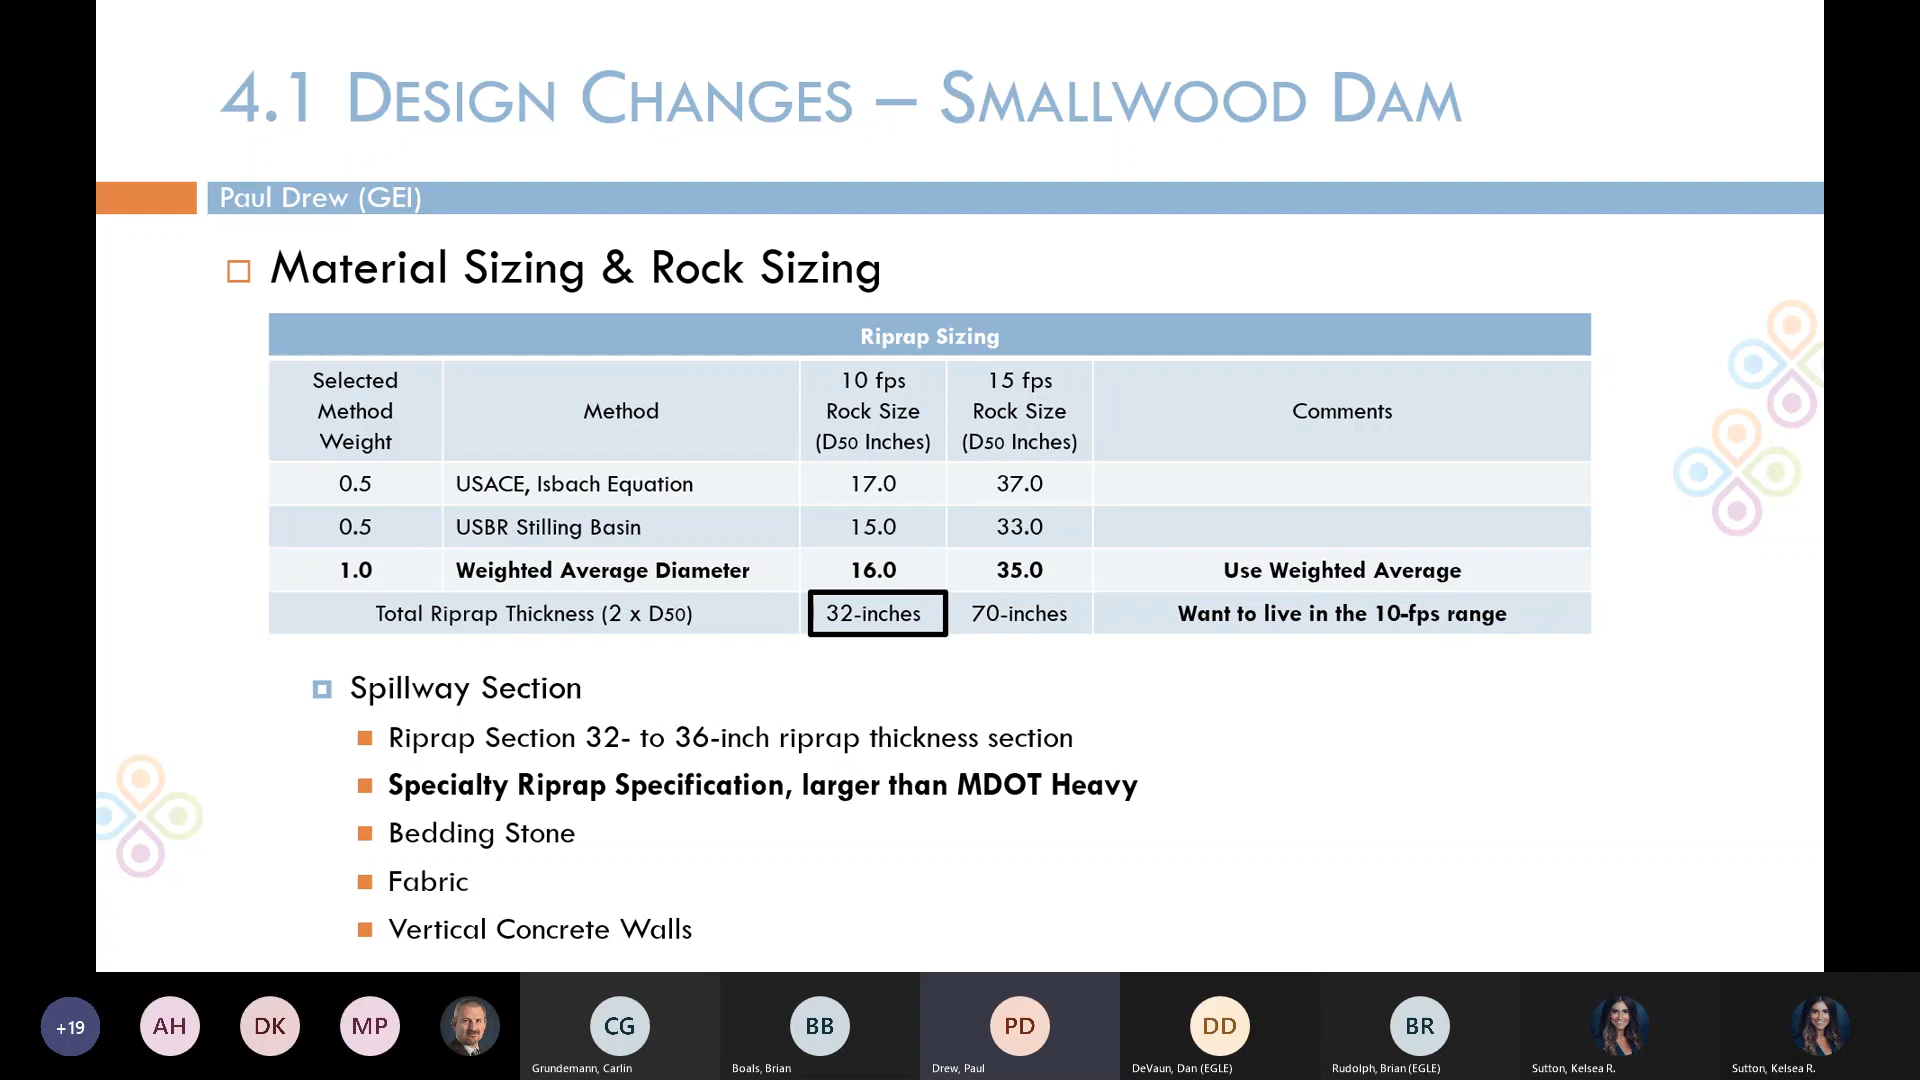 4.1 DESIGN CHANGES – SMALLWOOD DAM
Paul Drew (GEI)
Material Sizing & Rock Sizing
Riprap Sizing
Selected Method Weight | Method | 10 fps Rock Size (D50 Inches) | 15 fps Rock Size (D50 Inches) | Comments
0.5 | USACE, Isbach Equation | 17.0 | 37.0
0.5 | USBR Stilling Basin | 15.0 | 33.0
1.0 | Weighted Average Diameter | 16.0 | 35.0 | Use Weighted Average
Total Riprap Thickness (2 x D50) | 32-inches | 70-inches | Want to live in the 10-fps range
Spillway Section
Riprap Section 32- to 36-inch riprap thickness section
Specialty Riprap Specification, larger than MDOT Heavy
Bedding Stone
Fabric
Vertical Concrete Walls
+19 AH DK MP CG BB PD DD BR
Grundemann, Carlin
Boals, Brian
Drew, Paul
DeVaun, Dan (EGLE)
Rudolph, Brian (EGLE)
Sutton, Kelsea R.
Sutton, Kelsea R.